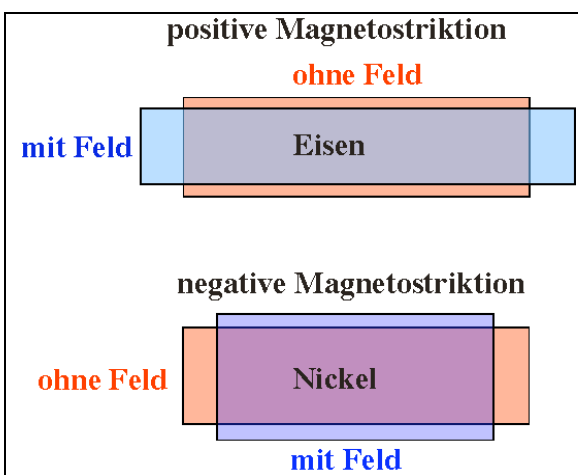 positive Magnetostriktion
ohne Feld
mit Feld
Eisen
negative Magnetostriktion
ohne Feld
Nickel
mit Feld